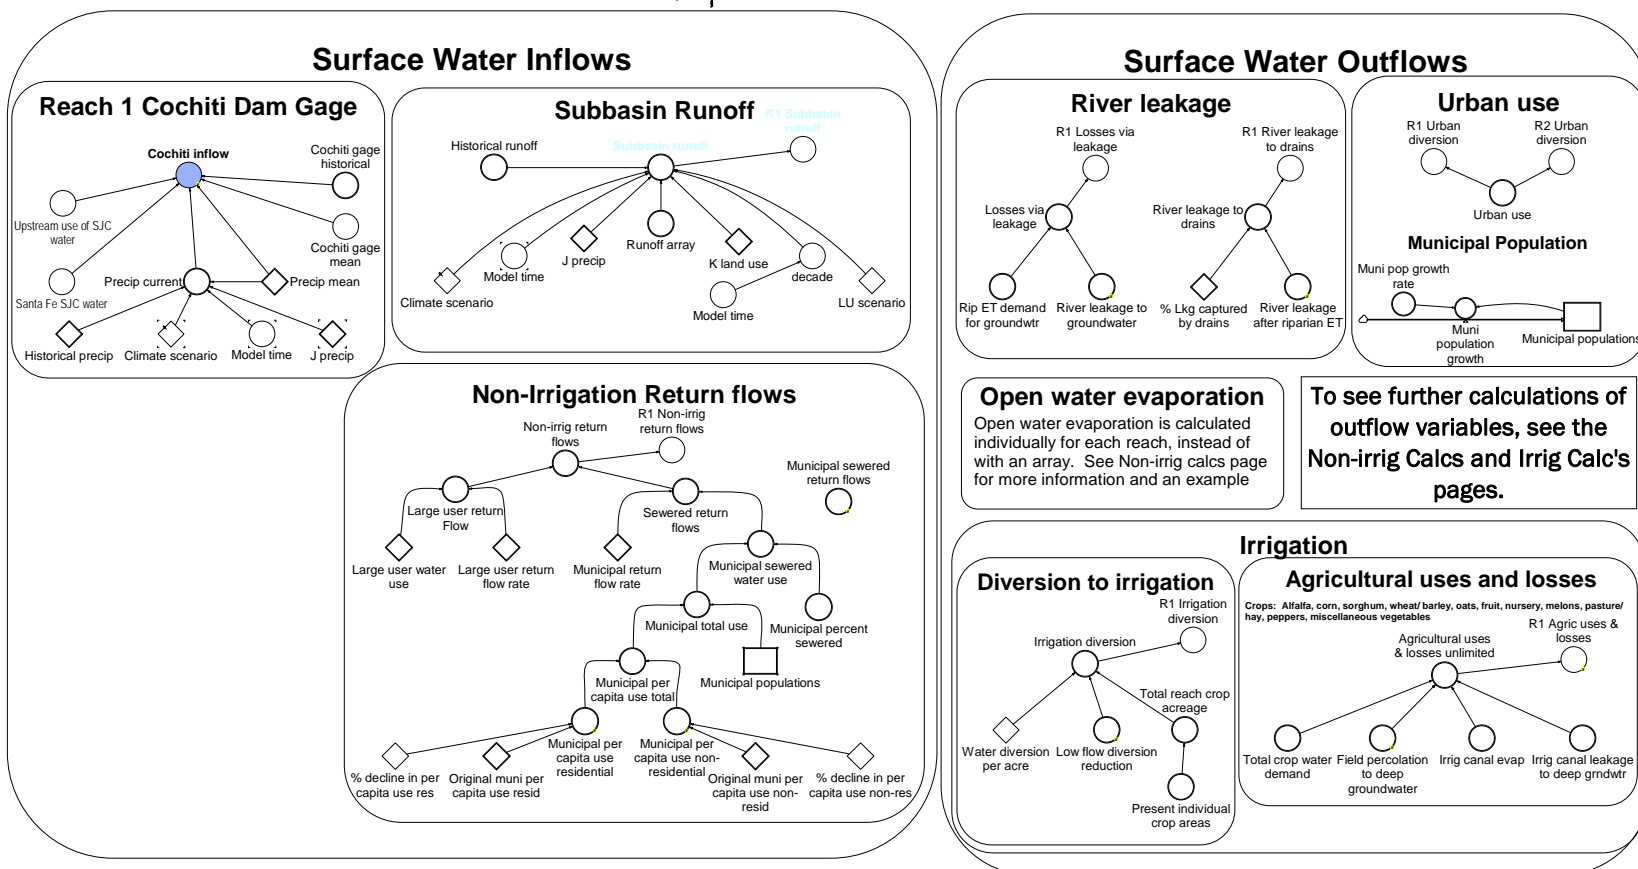 Surface Water Inflows
Reach 1 Cochiti Dam Gage
Cochiti inflow
Cochiti gage
historical
Upstream use of SJC
water
Cochiti gage
mean
Santa Fe SJC water
Precip current
Precip mean
Historical precip
Climate scenario
Model time
J precip
Subbasin Runoff
R1 Subbasin
runoff
Historical runoff
Subbasin runoff
Climate scenario
Model time
J precip
Runoff array
K land use
Model time
decade
LU scenario
Non-Irrigation Return flows
R1 Non-irrig
return flows
Non-irrig return
flows
Municipal sewered
return flows
Large user return
Flow
Sewered return
flows
Large user water
use
Large user return
flow rate
Municipal return
flow rate
Municipal sewered
water use
Municipal total use
Municipal percent
sewered
Municipal per
capita use total
Municipal populations
Municipal per
capita use
residential
Municipal per
capita use non-
residential
% decline in per
capita use res
Original muni per
capita use resid
Original muni per
capita use non-
resid
% decline in per
capita use non-res
Surface Water Outflows
River leakage
R1 Losses via
leakage
R1 River leakage
to drains
Losses via
leakage
River leakage to
drains
Rip ET demand
for groundwtr
River leakage to
groundwater
% Lkg captured
by drains
River leakage
after riparian ET
Urban use
R1 Urban
diversion
R2 Urban
diversion
Urban use
Municipal Population
Muni pop growth
rate
Muni
population
growth
Municipal populations
Open water evaporation
Open water evaporation is calculated
individually for each reach, instead of
with an array.  See Non-irrig calcs page
for more information and an example
To see further calculations of
outflow variables, see the
Non-irrig Calcs and Irrig Calc's
pages.
Irrigation
Diversion to irrigation
R1 Irrigation
diversion
Irrigation diversion
Total reach crop
acreage
Water diversion
per acre
Low flow diversion
reduction
Present individual
crop areas
Agricultural uses and losses
Crops:  Alfalfa, corn, sorghum, wheat/ barley, oats, fruit, nursery, melons, pasture/
hay, peppers, miscellaneous vegetables
R1 Agric uses &
losses
Agricultural uses
& losses unlimited
Total crop water
demand
Field percolation
to deep
groundwater
Irrig canal evap
Irrig canal leakage
to deep grndwtr